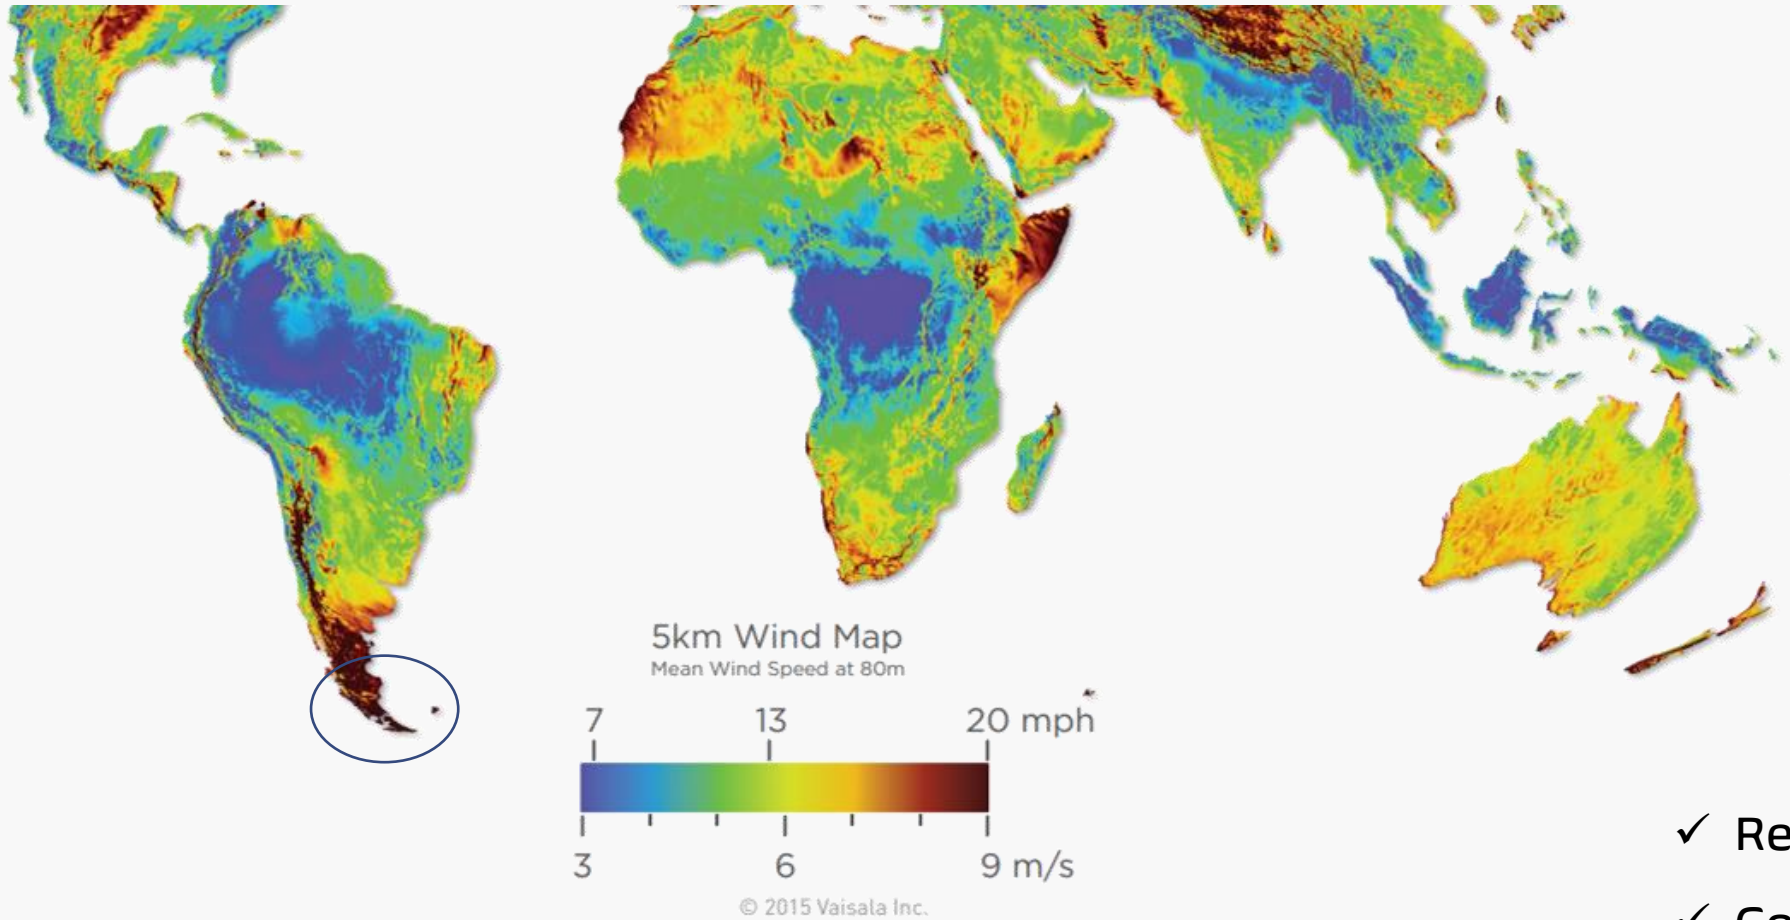 5km Wind Map
Mean Wind Speed at 80m
7 13 20 mph
3 6 9 m/s
© 2015 Vaisala Inc.
✓ Re